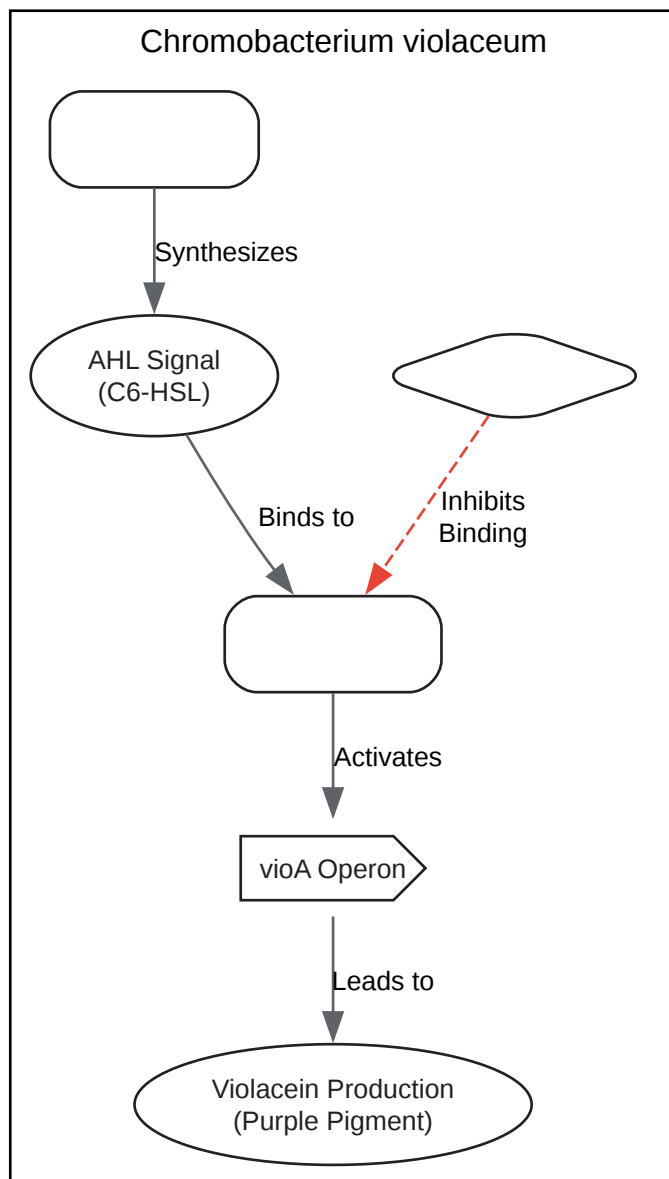 Chromobacterium violaceum
Synthesizes
AHL Signal
(C6-HSL)
Binds to
Inhibits
Binding
Activates
vioA Operon
Leads to
Violacein Production
(Purple Pigment)